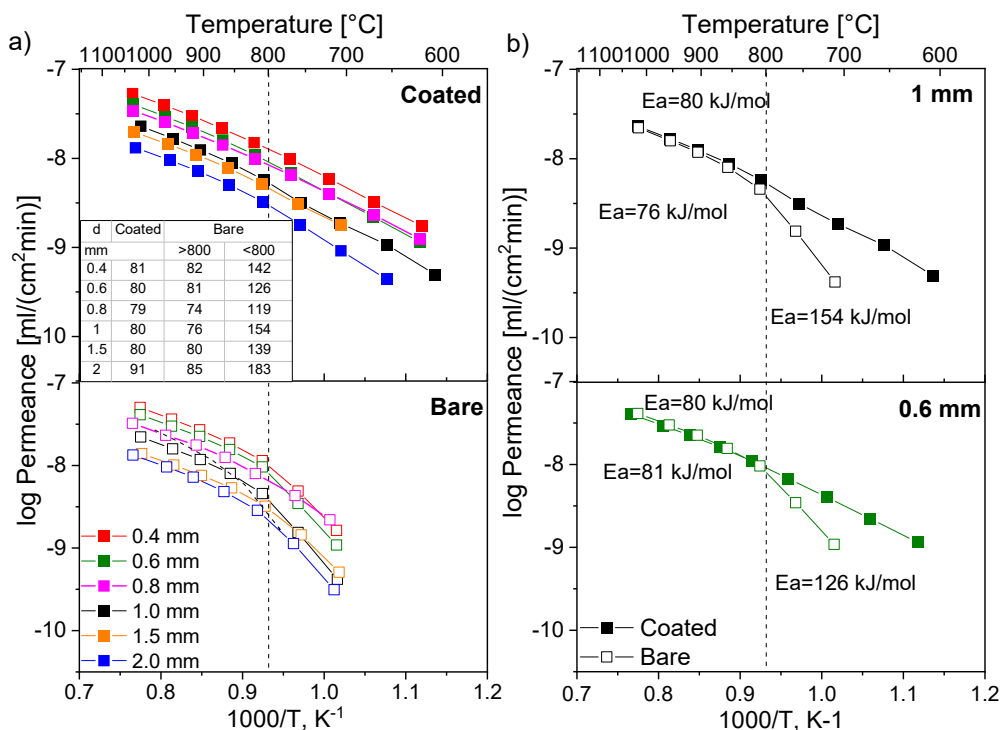 a)
Temperature [°C]
11000 1000 900 800 700 600
-7
-8
-9
-10
-7
-8
-9
-10
log Permeance [ml/(cm²min)]
Coated
d Coated Bare
mm >800 <800
0.4 81 82 142
0.6 80 81 126
0.8 79 74 119
1 80 76 154
1.5 80 80 139
2 91 85 183
Bare
0.4 mm
0.6 mm
0.8 mm
1.0 mm
1.5 mm
2.0 mm
0.7 0.8 0.9 1.0 1.1 1.2
1000/T, K⁻¹
b)
Temperature [°C]
11000 1000 900 800 700 600
-7
-8
-9
-10
-7
-8
-9
-10
log Permeance [ml/(cm²min)]
1 mm
Ea=80 kJ/mol
Ea=76 kJ/mol
Ea=154 kJ/mol
0.6 mm
Ea=80 kJ/mol
Ea=81 kJ/mol
Ea=126 kJ/mol
Coated
Bare
0.7 0.8 0.9 1.0 1.1 1.2
1000/T, K-1